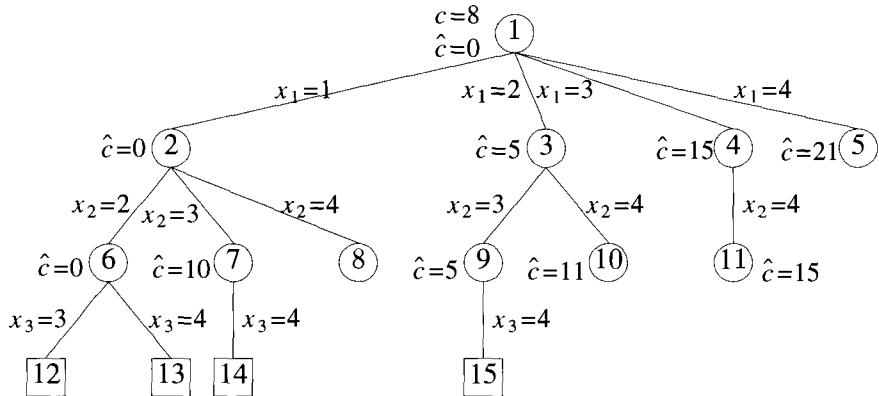 c=8
1
ĉ=0
x₁=1
x₁=2
x₁=3
x₁=4
ĉ=0
2
ĉ=5
3
ĉ=15
4
ĉ=21
5
x₂=2
x₂=3
x₂=4
x₂=3
x₂=4
x₂=4
ĉ=0
6
ĉ=10
7
8
ĉ=5
9
ĉ=11
10
11
ĉ=15
x₃=3
x₃=4
x₃=4
x₃=4
12
13
14
15